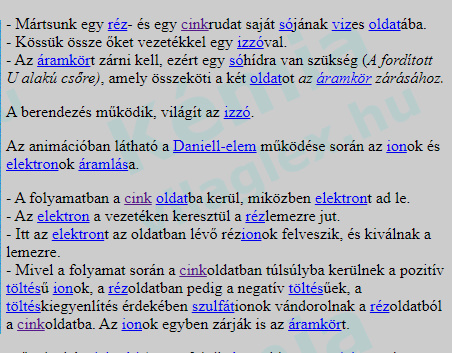 - Mártsunk egy réz- és egy cinkrudat saját sójának vizes oldatába.
- Kössük össze őket vezetékkel egy izzóval.
- Az áramkört zárni kell, ezért egy sóhídra van szükség (A fordított
U alakú csőre), amely összeköti a két oldatot az áramkör zárásához.
A berendezés működik, világít az izzó.
Az animációban látható a Daniell-elem működése során az ionok és
elektronok áramlása.
- A folyamatban a cink oldatba kerül, miközben elektront ad le.
- Az elektron a vezetéken keresztül a rézlemezre jut.
- Itt az elektront az oldatban lévő rézionok felveszik, és kiválnak a
lemezre.
- Mivel a folyamat során a cinkoldatban túlsúlyba kerülnek a pozitív
töltésű ionok, a rézoldatban pedig a negatív töltésűek, a
töltéskiegyenlítés érdekében szulfátionok vándorolnak a rézoldatból
a cinkoldatba. Az ionok egyben zárják is az áramkört.